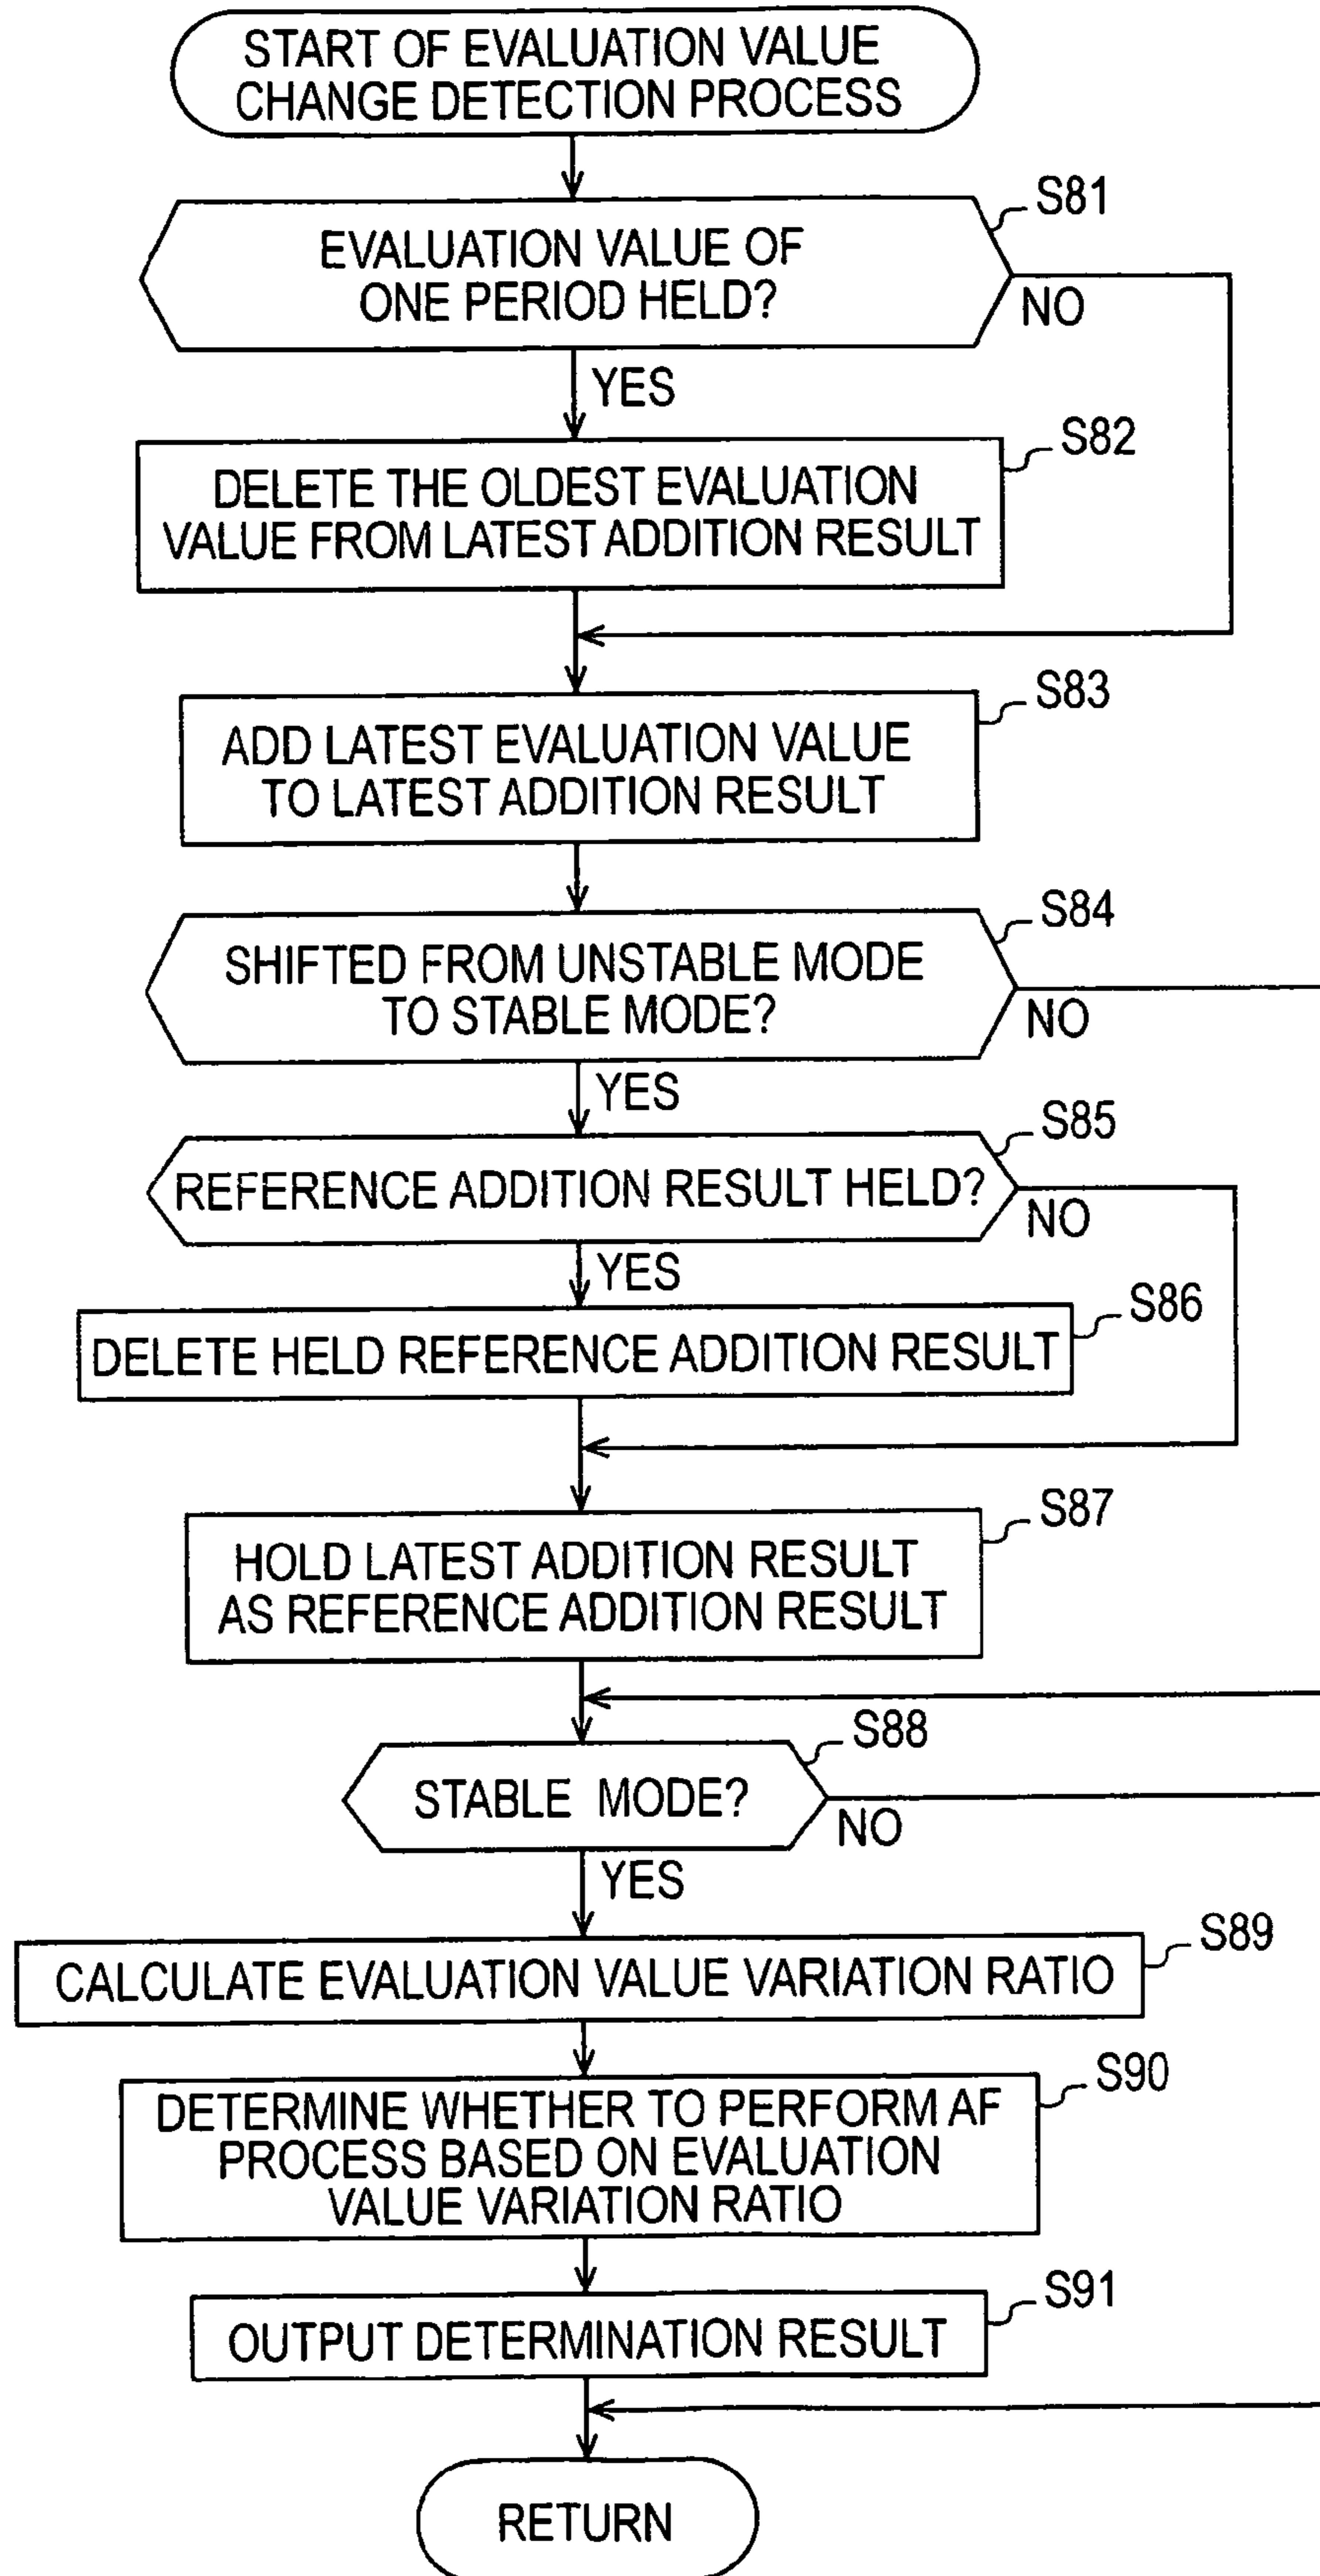 START OF EVALUATION VALUE
CHANGE DETECTION PROCESS
S81
EVALUATION VALUE OF
ONE PERIOD HELD?
NO
YES
S82
DELETE THE OLDEST EVALUATION
VALUE FROM LATEST ADDITION RESULT
S83
ADD LATEST EVALUATION VALUE
TO LATEST ADDITION RESULT
S84
SHIFTED FROM UNSTABLE MODE
TO STABLE MODE?
NO
YES
S85
REFERENCE ADDITION RESULT HELD?
NO
YES
S86
DELETE HELD REFERENCE ADDITION RESULT
S87
HOLD LATEST ADDITION RESULT
AS REFERENCE ADDITION RESULT
S88
STABLE MODE?
NO
YES
S89
CALCULATE EVALUATION VALUE VARIATION RATIO
S90
DETERMINE WHETHER TO PERFORM AF
PROCESS BASED ON EVALUATION
VALUE VARIATION RATIO
S91
OUTPUT DETERMINATION RESULT
RETURN